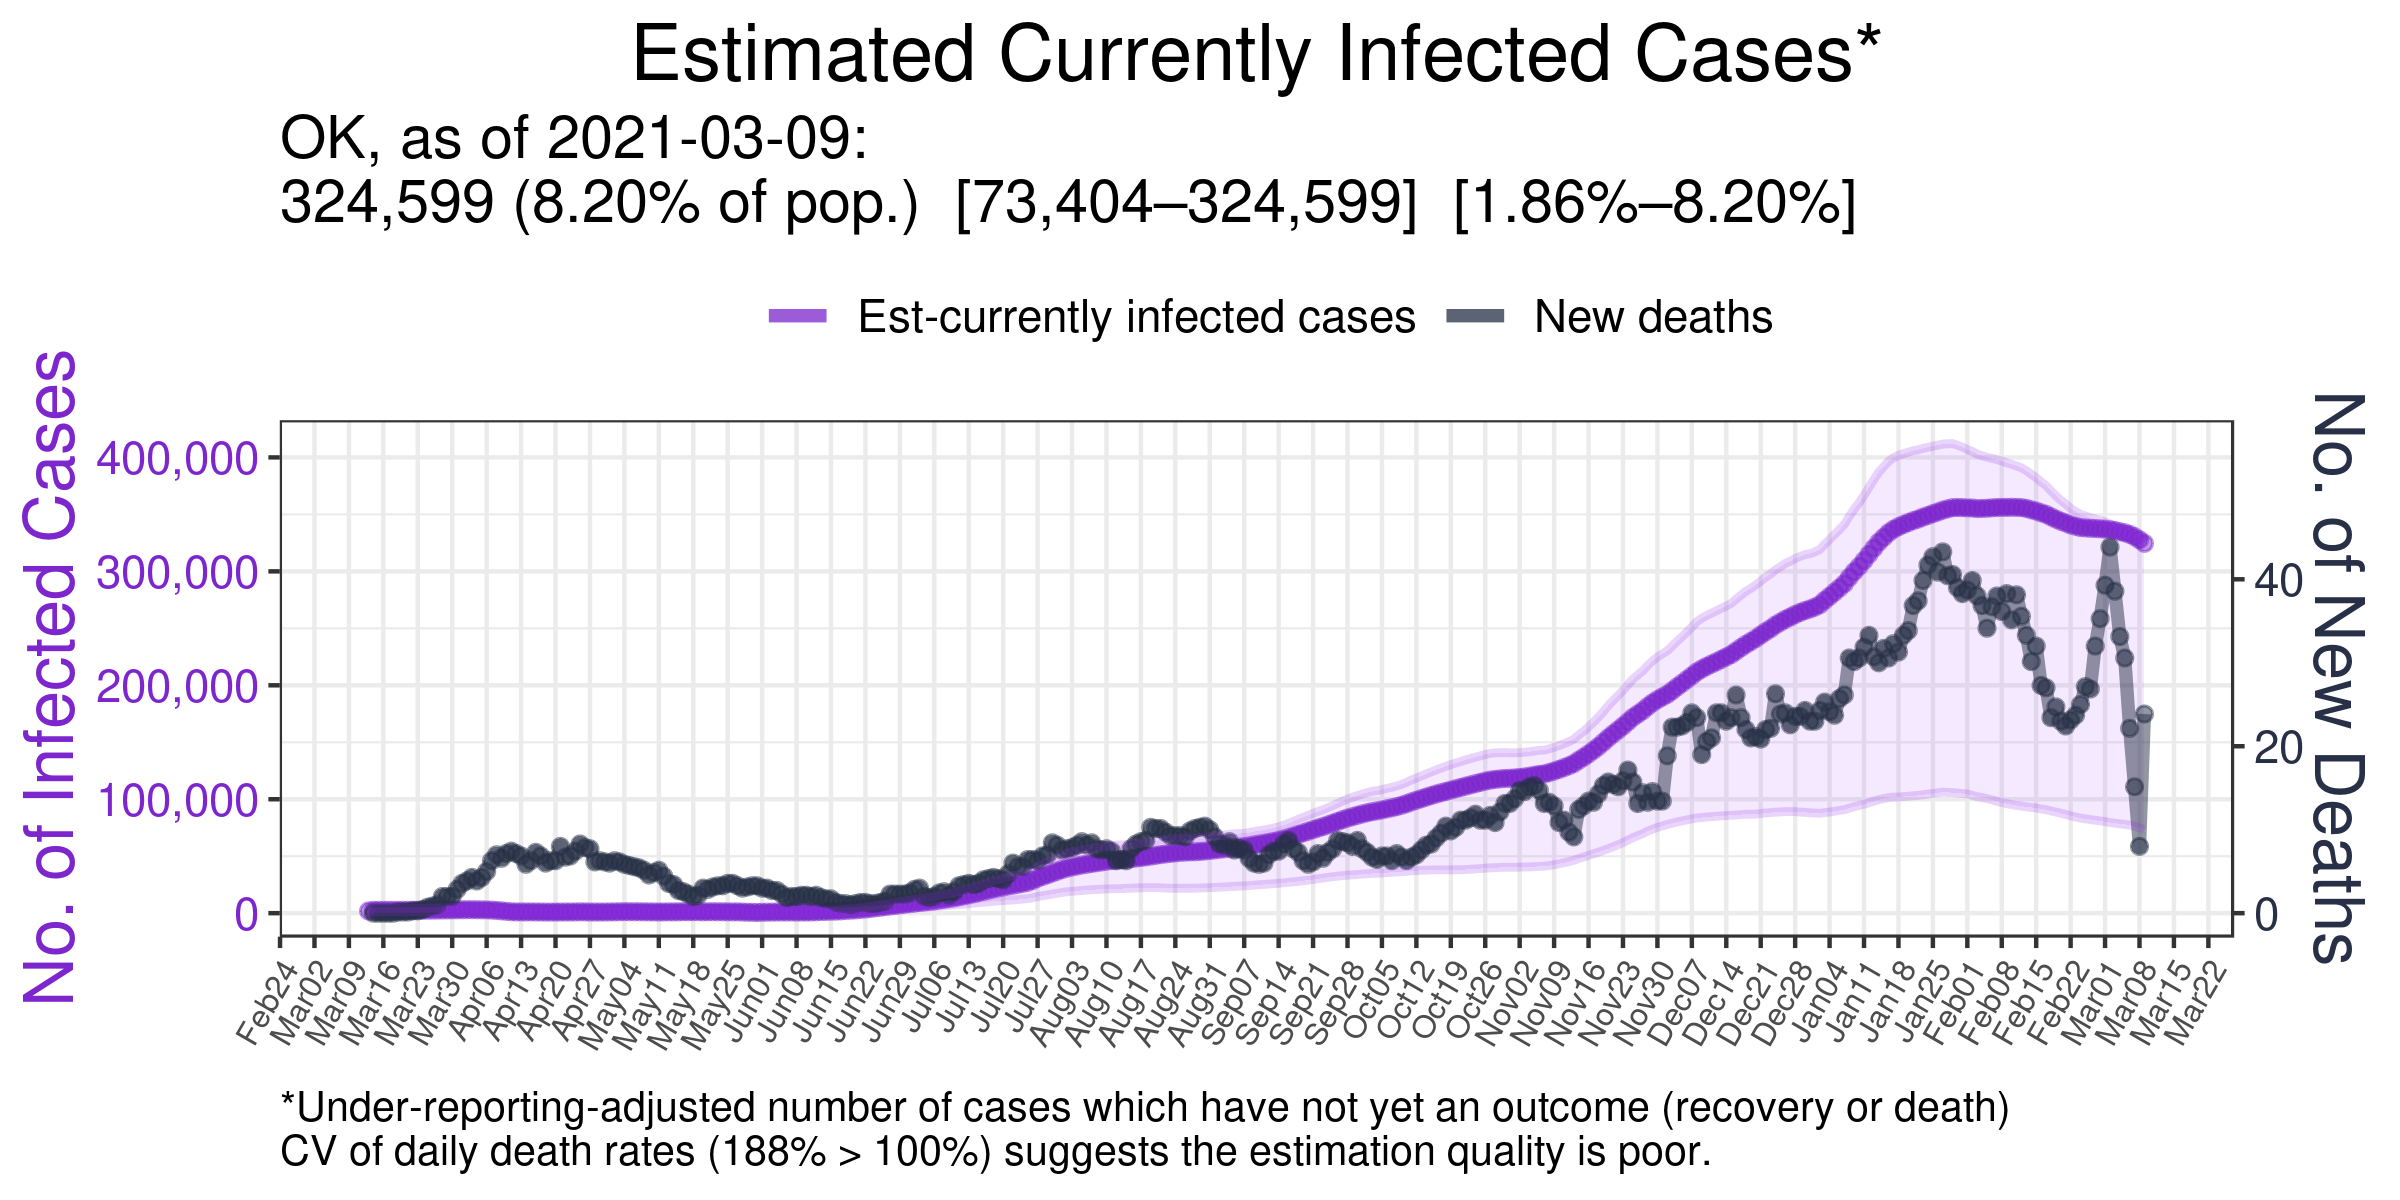 Estimated Currently Infected Cases*
OK, as of 2021-03-09:
324,599 (8.20% of pop.)  [73,404–324,599]  [1.86%–8.20%]
Est-currently infected cases
New deaths
No. of Infected Cases
400,000
300,000
200,000
100,000
0
No. of New Deaths
40
20
0
Feb24
Mar02
Mar09
Mar16
Mar23
Mar30
Apr06
Apr13
Apr20
Apr27
May04
May11
May18
May25
Jun01
Jun08
Jun15
Jun22
Jun29
Jul06
Jul13
Jul20
Jul27
Aug03
Aug10
Aug17
Aug24
Aug31
Sep07
Sep14
Sep21
Sep28
Oct05
Oct12
Oct19
Oct26
Nov02
Nov09
Nov16
Nov23
Nov30
Dec07
Dec14
Dec21
Dec28
Jan04
Jan11
Jan18
Jan25
Feb01
Feb08
Feb15
Feb22
Mar01
Mar08
Mar15
Mar22
*Under-reporting-adjusted number of cases which have not yet an outcome (recovery or death)
CV of daily death rates (188% > 100%) suggests the estimation quality is poor.